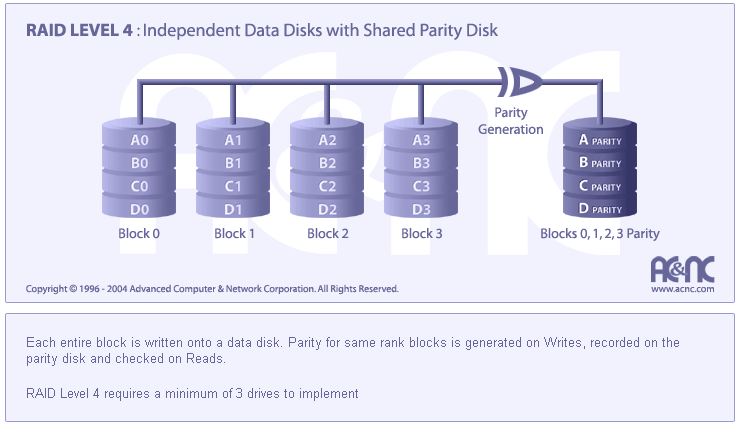 RAID LEVEL 4 : Independent Data Disks with Shared Parity Disk
Parity
Generation
A0 A1 A2 A3 A PARITY
B0 B1 B2 B3 B PARITY
C0 C1 C2 C3 C PARITY
D0 D1 D2 D3 D PARITY
Block 0 Block 1 Block 2 Block 3 Blocks 0, 1, 2, 3 Parity
AC&NC
www.acnc.com
Copyright © 1996 - 2004 Advanced Computer & Network Corporation. All Rights Reserved.
Each entire block is written onto a data disk. Parity for same rank blocks is generated on Writes, recorded on the
parity disk and checked on Reads.
RAID Level 4 requires a minimum of 3 drives to implement